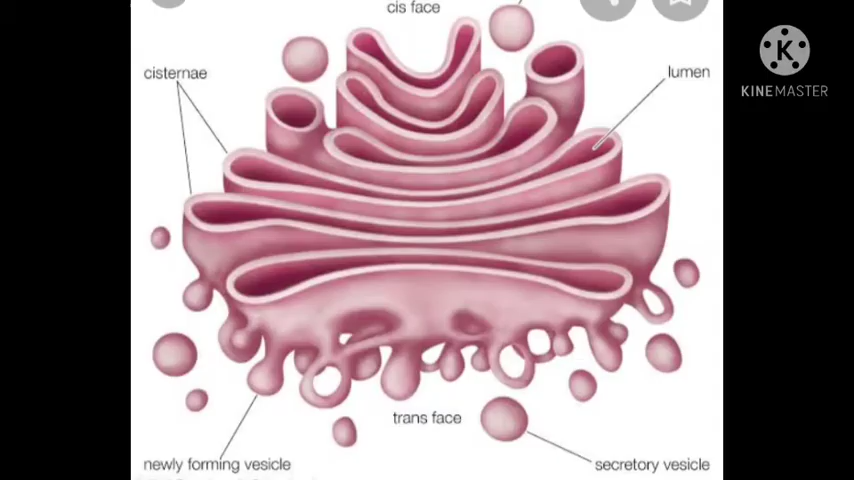 cis face
cisternae
lumen
K
KINEMASTER
trans face
newly forming vesicle
secretory vesicle